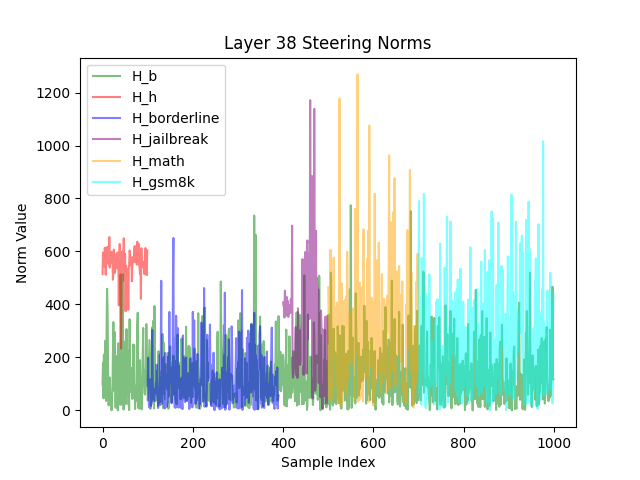 Layer 38 Steering Norms
H_b
H_h
H_borderline
H_jailbreak
H_math
H_gsm8k
Norm Value
1200
1000
800
600
400
200
0
0 200 400 600 800 1000
Sample Index